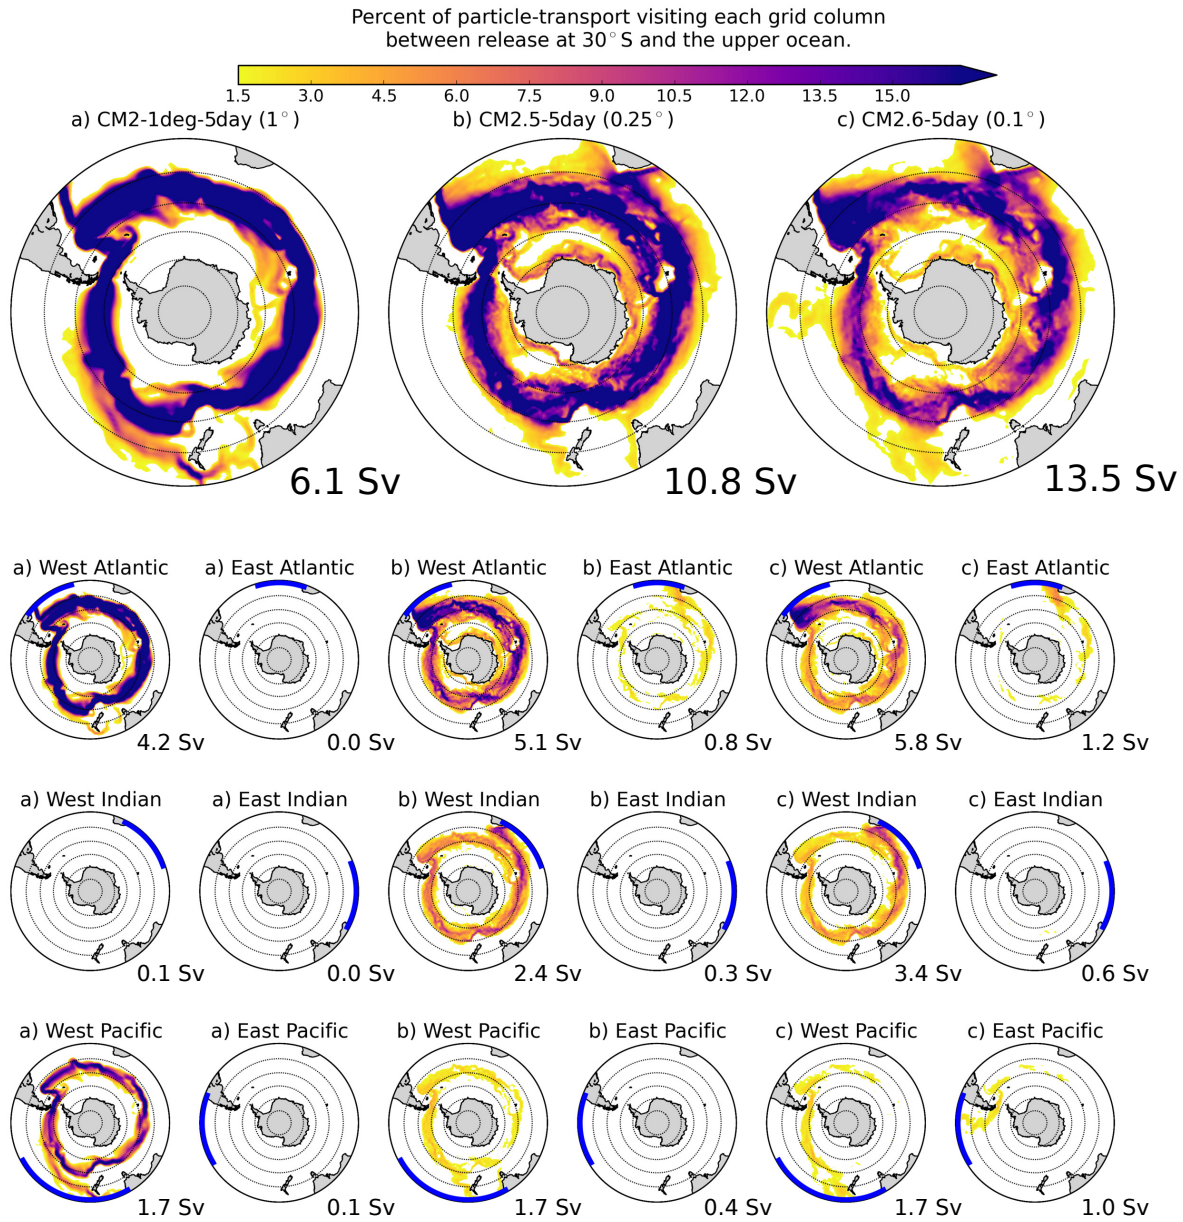 Percent of particle-transport visiting each grid column
between release at 30°S and the upper ocean.
1.5 3.0 4.5 6.0 7.5 9.0 10.5 12.0 13.5 15.0
a) CM2-1deg-5day (1°) b) CM2.5-5day (0.25°) c) CM2.6-5day (0.1°)
6.1 Sv 10.8 Sv 13.5 Sv
a) West Atlantic a) East Atlantic b) West Atlantic b) East Atlantic c) West Atlantic c) East Atlantic
4.2 Sv 0.0 Sv 5.1 Sv 0.8 Sv 5.8 Sv 1.2 Sv
a) West Indian a) East Indian b) West Indian b) East Indian c) West Indian c) East Indian
0.1 Sv 0.0 Sv 2.4 Sv 0.3 Sv 3.4 Sv 0.6 Sv
a) West Pacific a) East Pacific b) West Pacific b) East Pacific c) West Pacific c) East Pacific
1.7 Sv 0.1 Sv 1.7 Sv 0.4 Sv 1.7 Sv 1.0 Sv